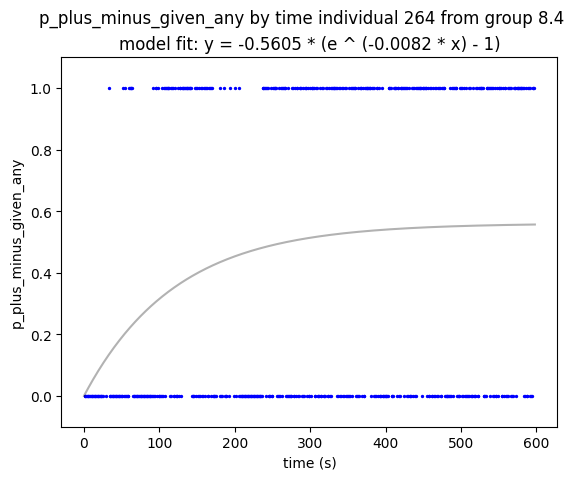 p_plus_minus_given_any by time individual 264 from group 8.4
model fit: y = -0.5605 * (e ^ (-0.0082 * x) - 1)
1.0
0.8
0.6
0.4
0.2
0.0
p_plus_minus_given_any
0 100 200 300 400 500 600
time (s)